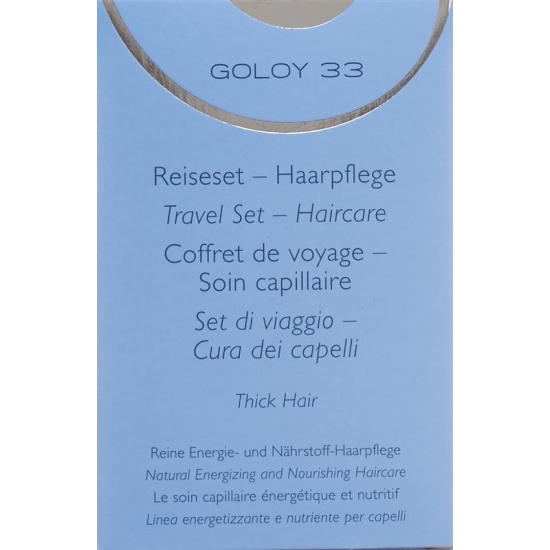 GOLOY 33
Reiseset – Haarpflege
Travel Set – Haircare
Coffret de voyage –
Soin capillaire
Set di viaggio –
Cura dei capelli
Thick Hair
Reine Energie- und Nährstoff-Haarpflege
Natural Energizing and Nourishing Haircare
Le soin capillaire énergétique et nutritif
Linea energetizzante e nutriente per capelli